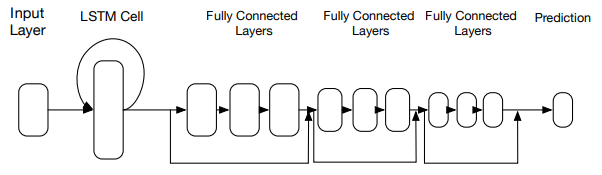 Input
Layer
LSTM Cell
Fully Connected
Layers
Fully Connected
Layers
Fully Connected
Layers
Prediction